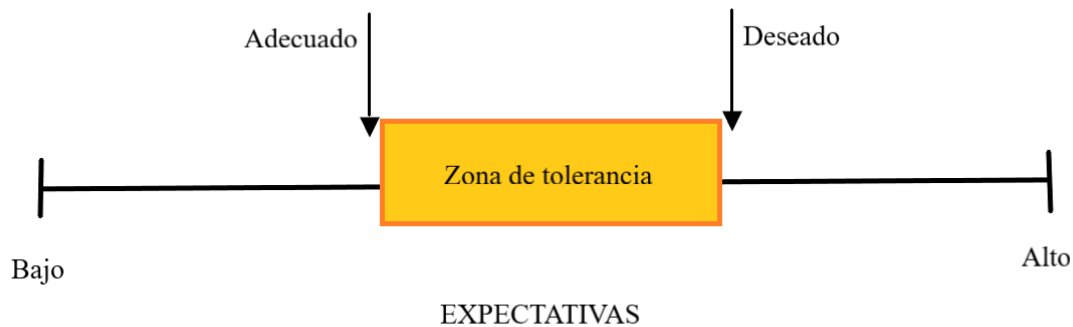 Adecuado
Deseado
Zona de tolerancia
Bajo
Alto
EXPECTATIVAS